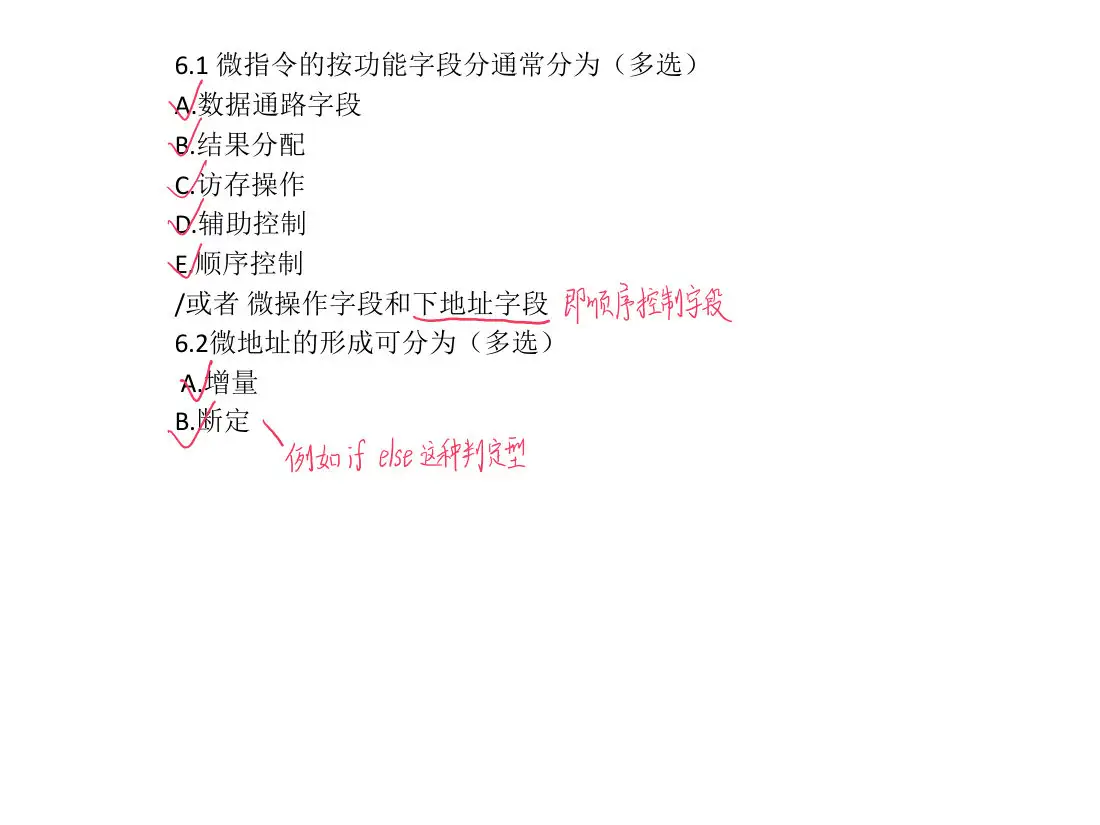 6.1 微指令的按功能字段分通常分为（多选）
A.数据通路字段
B.结果分配
C.访存操作
D.辅助控制
E.顺序控制
/或者 微操作字段和下地址字段 即顺序控制字段
6.2微地址的形成可分为（多选）
A.增量
B.断定
例如if else这种判定型